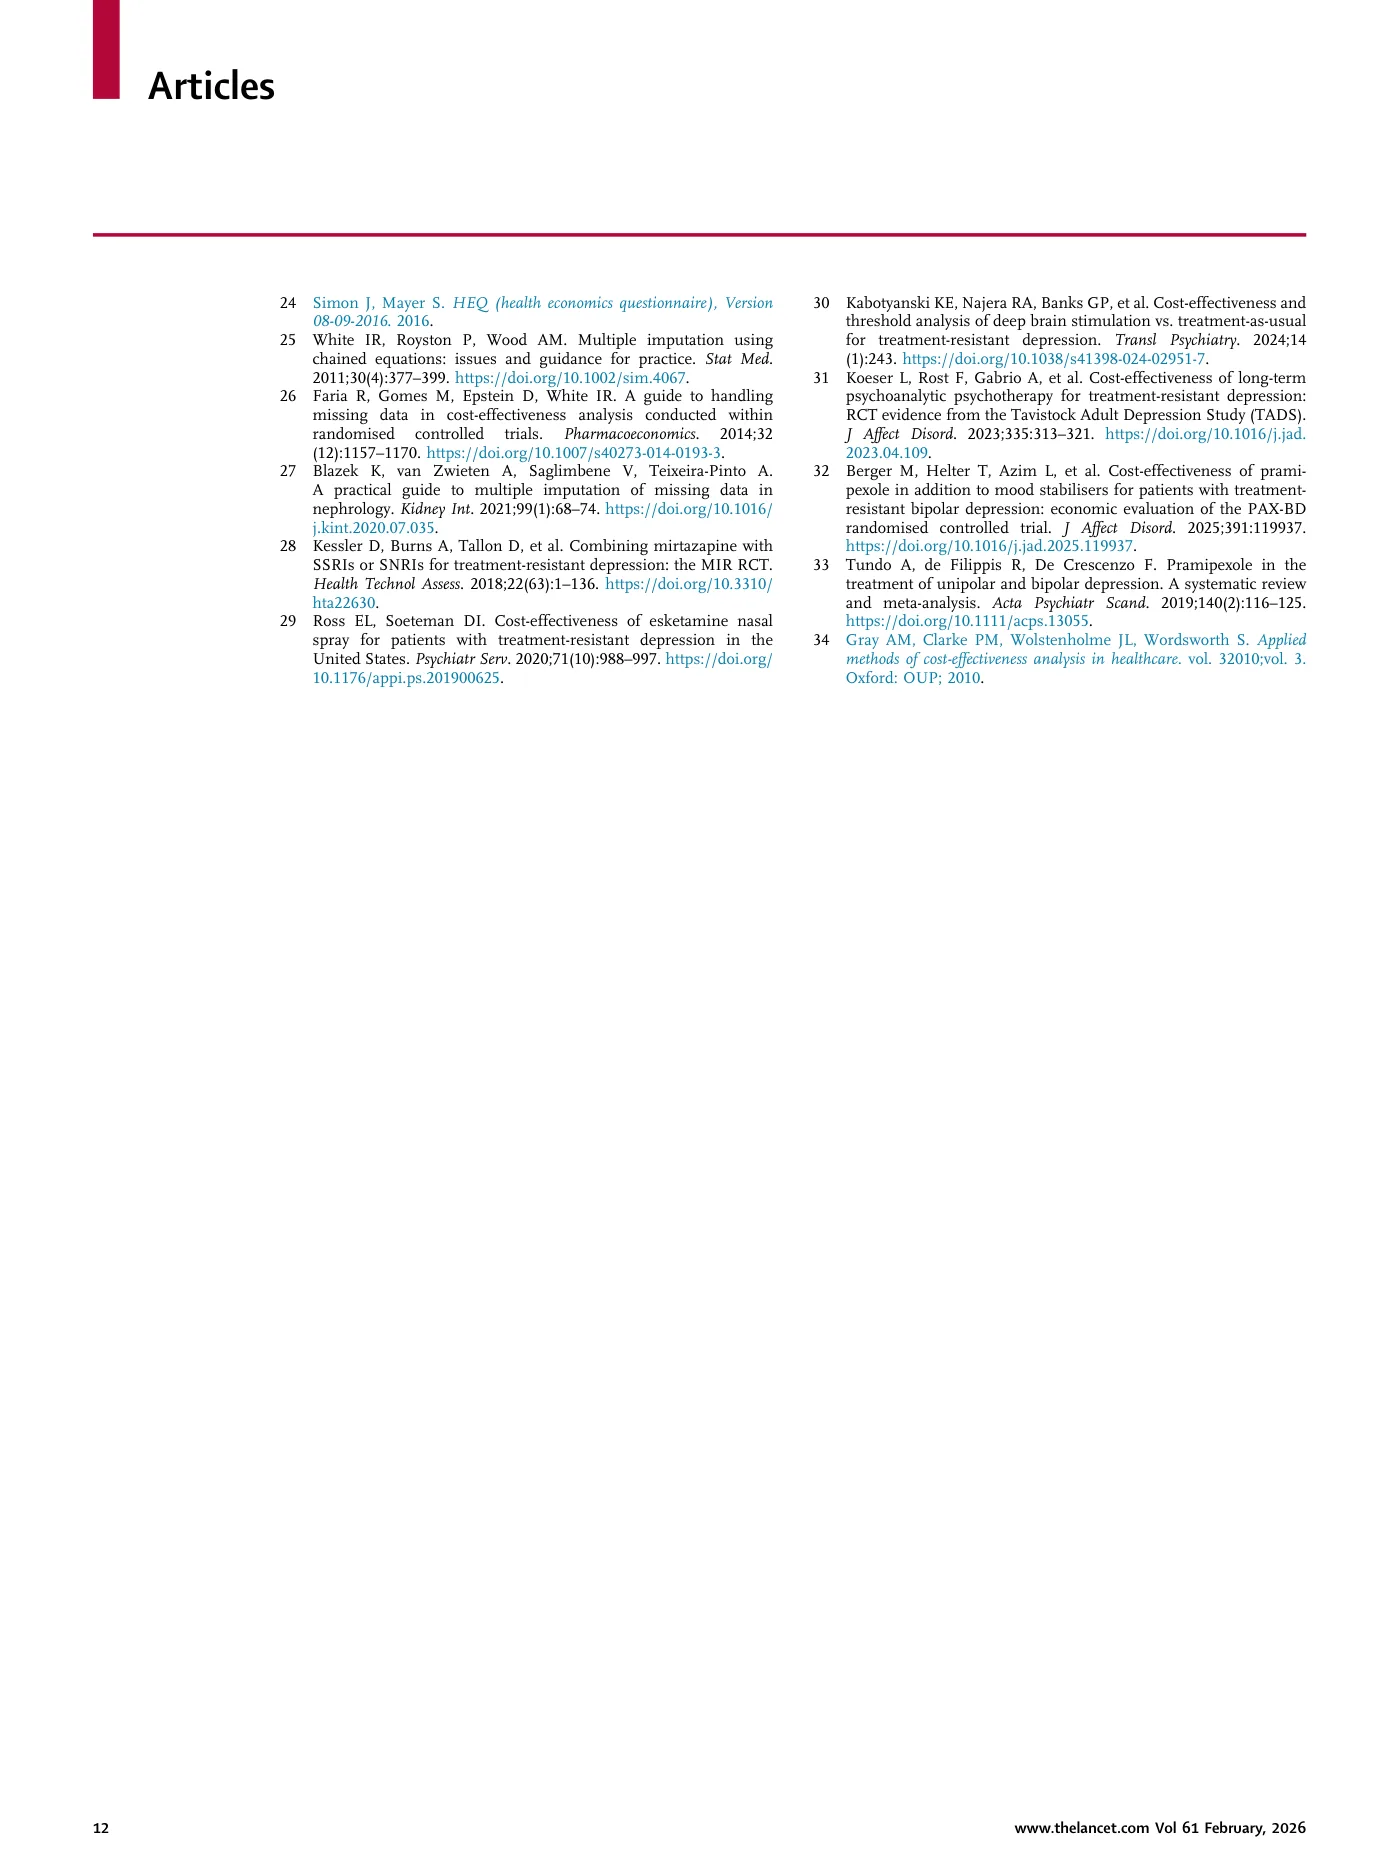 Articles
24 Simon J, Mayer S. HEQ (health economics questionnaire), Version
08-09-2016. 2016.
25 White IR, Royston P, Wood AM. Multiple imputation using
chained equations: issues and guidance for practice. Stat Med.
2011;30(4):377–399. https://doi.org/10.1002/sim.4067.
26 Faria R, Gomes M, Epstein D, White IR. A guide to handling
missing data in cost-effectiveness analysis conducted within
randomised controlled trials. Pharmacoeconomics. 2014;32
(12):1157–1170. https://doi.org/10.1007/s40273-014-0193-3.
27 Blazek K, van Zwieten A, Saglimbene V, Teixeira-Pinto A.
A practical guide to multiple imputation of missing data in
nephrology. Kidney Int. 2021;99(1):68–74. https://doi.org/10.1016/
j.kint.2020.07.035.
28 Kessler D, Burns A, Tallon D, et al. Combining mirtazapine with
SSRIs or SNRIs for treatment-resistant depression: the MIR RCT.
Health Technol Assess. 2018;22(63):1–136. https://doi.org/10.3310/
hta22630.
29 Ross EL, Soeteman DI. Cost-effectiveness of esketamine nasal
spray for patients with treatment-resistant depression in the
United States. Psychiatr Serv. 2020;71(10):988–997. https://doi.org/
10.1176/appi.ps.201900625.
30 Kabotyanski KE, Najera RA, Banks GP, et al. Cost-effectiveness and
threshold analysis of deep brain stimulation vs. treatment-as-usual
for treatment-resistant depression. Transl Psychiatry. 2024;14
(1):243. https://doi.org/10.1038/s41398-024-02951-7.
31 Koeser L, Rost F, Gabrio A, et al. Cost-effectiveness of long-term
psychoanalytic psychotherapy for treatment-resistant depression:
RCT evidence from the Tavistock Adult Depression Study (TADS).
J Affect Disord. 2023;335:313–321. https://doi.org/10.1016/j.jad.
2023.04.109.
32 Berger M, Helter T, Azim L, et al. Cost-effectiveness of prami-
pexole in addition to mood stabilisers for patients with treatment-
resistant bipolar depression: economic evaluation of the PAX-BD
randomised controlled trial. J Affect Disord. 2025;391:119937.
https://doi.org/10.1016/j.jad.2025.119937.
33 Tundo A, de Filippis R, De Crescenzo F. Pramipexole in the
treatment of unipolar and bipolar depression. A systematic review
and meta-analysis. Acta Psychiatr Scand. 2019;140(2):116–125.
https://doi.org/10.1111/acps.13055.
34 Gray AM, Clarke PM, Wolstenholme JL, Wordsworth S. Applied
methods of cost-effectiveness analysis in healthcare. vol. 32010;vol. 3.
Oxford: OUP; 2010.
12
www.thelancet.com Vol 61 February, 2026